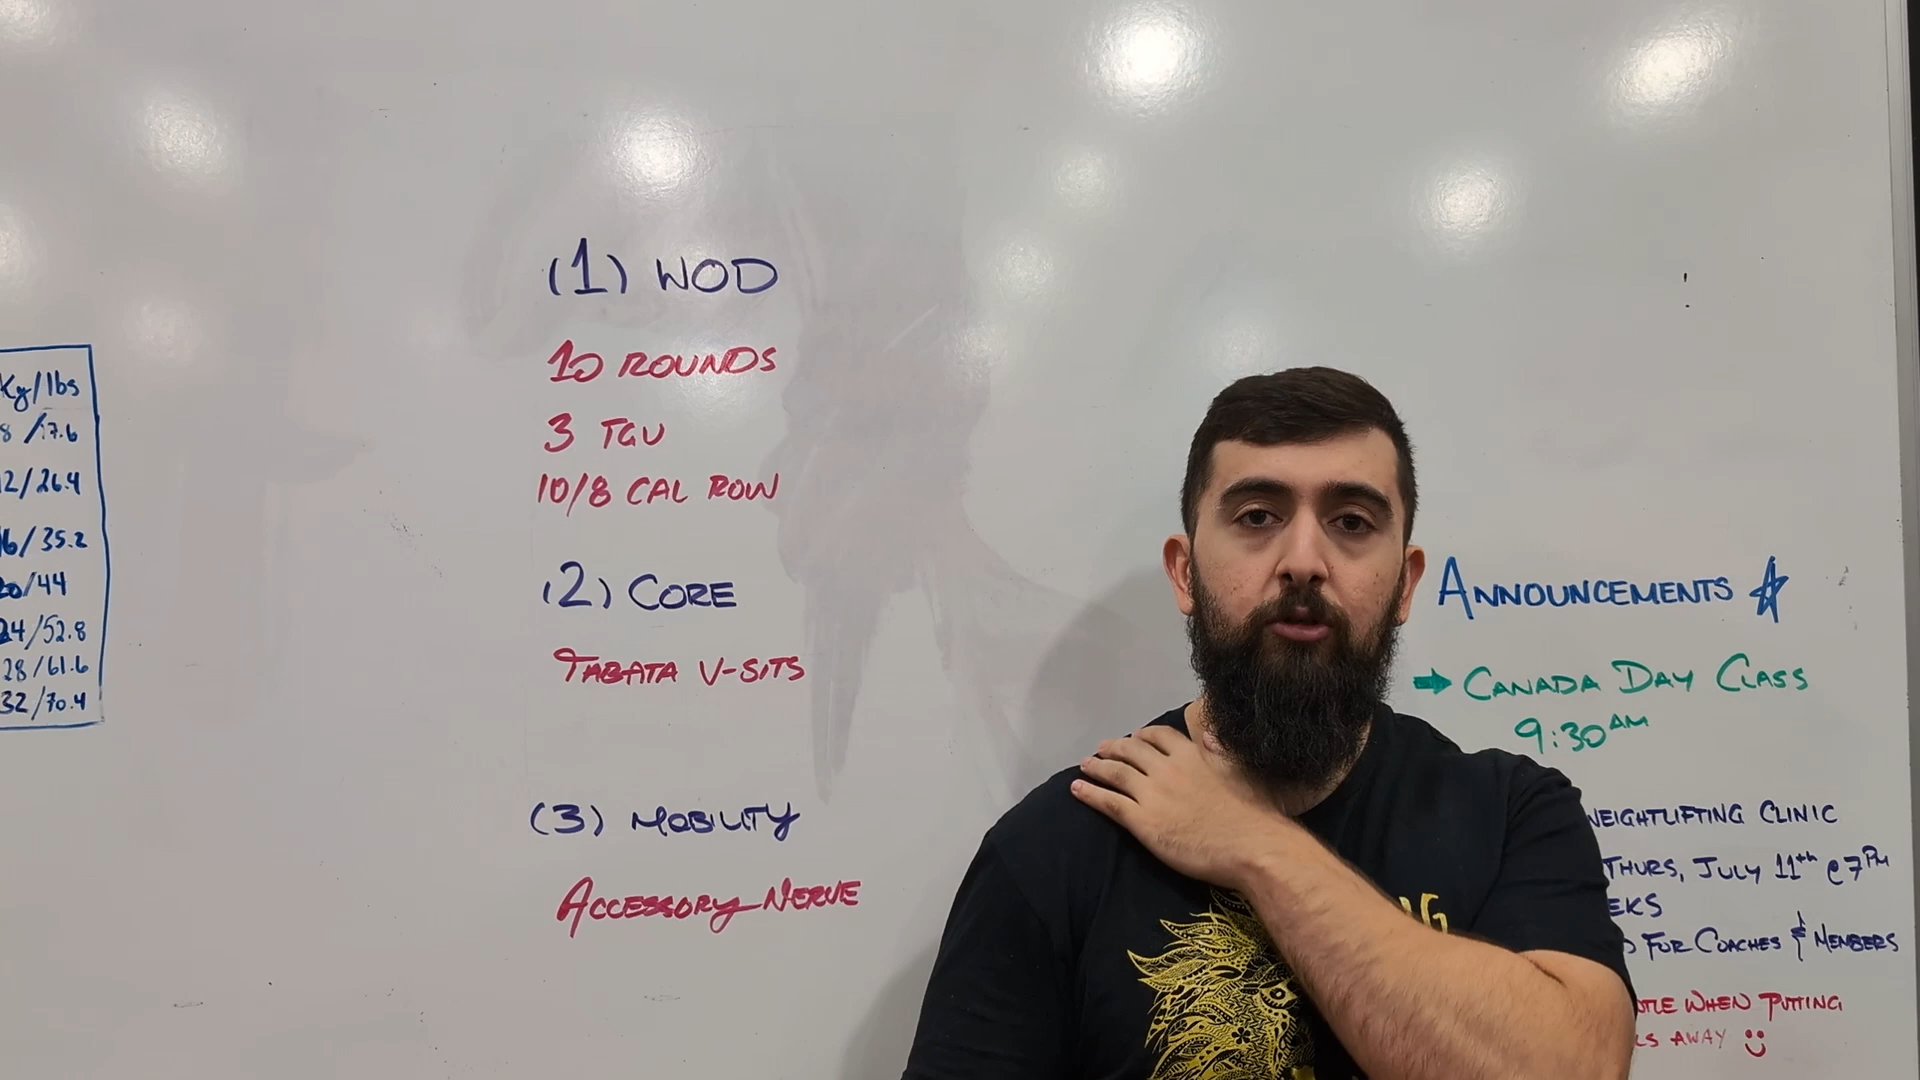 Kg/lbs
8/17.6
12/26.4
16/35.2
20/44
24/52.8
28/61.6
32/70.4
(1) WOD
10 ROUNDS
3 TGU
10/8 CAL ROW
(2) CORE
TABATA V-SITS
(3) MOBILITY
ACCESSORY NERVE
ANNOUNCEMENTS
CANADA DAY CLASS
9:30 AM
WEIGHTLIFTING CLINIC
THURS, JULY 11th @ 7PM
FOR COACHES & MEMBERS
WHEN PUTTING
AWAY